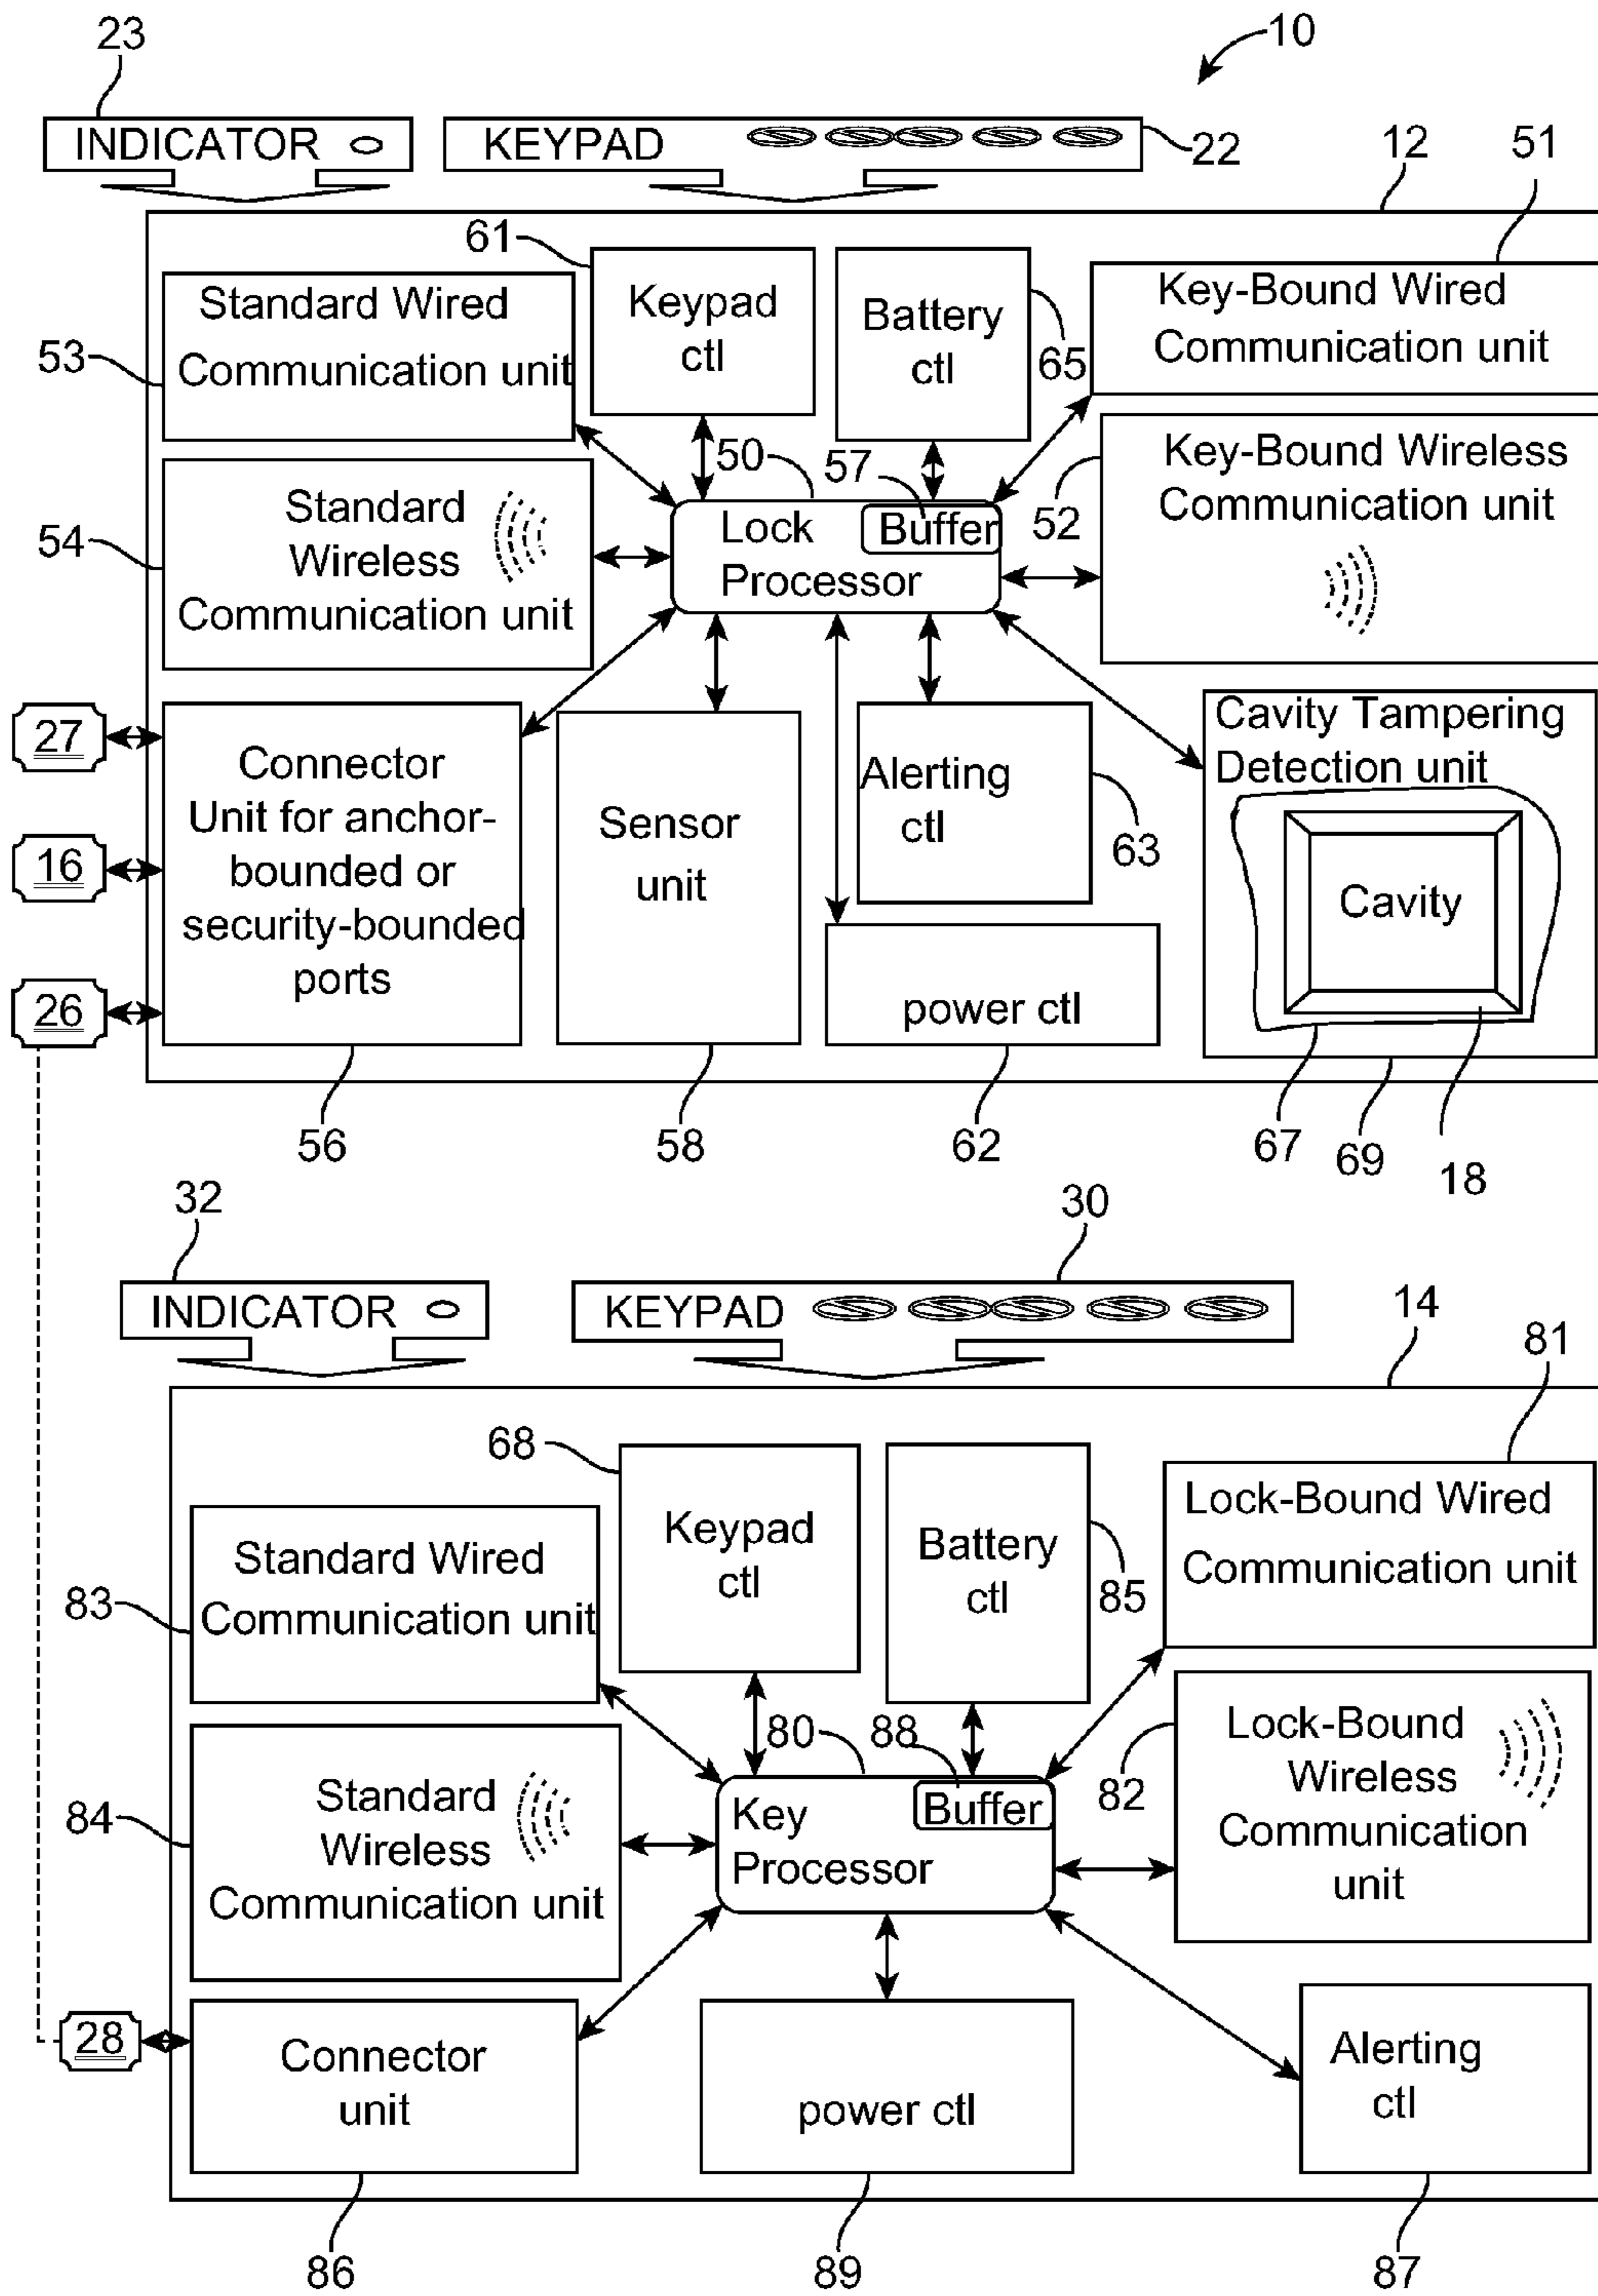 10
23
INDICATOR
KEYPAD
22
12
51
61
Standard Wired
Communication unit
53
Keypad
ctl
Battery
ctl
65
Key-Bound Wired
Communication unit
50
57
52
Key-Bound Wireless
Communication unit
54
Standard
Wireless
Communication unit
Lock
Processor
Buffer
27
16
26
Connector
Unit for anchor-
bounded or
security-bounded
ports
Sensor
unit
Alerting
ctl
63
power ctl
Cavity Tampering
Detection unit
Cavity
56
58
62
67
69
18
32
30
INDICATOR
KEYPAD
14
81
68
Standard Wired
Communication unit
83
Keypad
ctl
Battery
ctl
85
Lock-Bound Wired
Communication unit
80
88
82
Lock-Bound
Wireless
Communication
unit
84
Standard
Wireless
Communication unit
Key
Processor
Buffer
28
Connector
unit
power ctl
Alerting
ctl
86
89
87